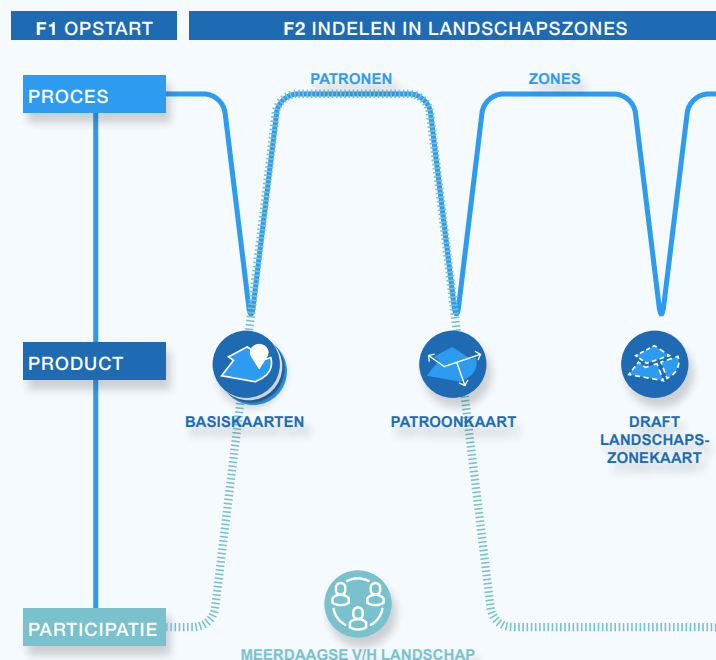 F1 OPSTART
F2 INDELEN IN LANDSCHAPSZONES
PATRONEN
ZONES
PROCES
PRODUCT
BASISKAARTEN
PATROONKAART
DRAFT
LANDSCHAPS-
ZONEKAART
PARTICIPATIE
MEERDAAGSE V/H LANDSCHAP